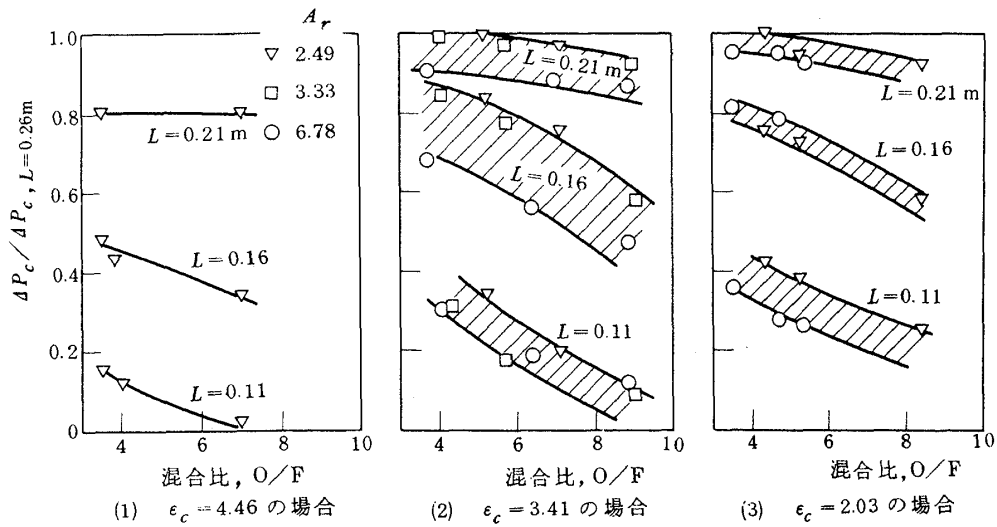 A_r
▽ 2.49
□ 3.33
○ 6.78
ΔP_c / ΔP_c, L=0.26m
1.0
0.8
0.6
0.4
0.2
0
L=0.21 m
L=0.16
L=0.11
4 6 8 10
混合比, O/F
(1) ε_c=4.46 の場合
L=0.21 m
L=0.16
L=0.11
4 6 8 10
混合比, O/F
(2) ε_c=3.41 の場合
L=0.21 m
L=0.16
L=0.11
4 6 8 10
混合比, O/F
(3) ε_c=2.03 の場合